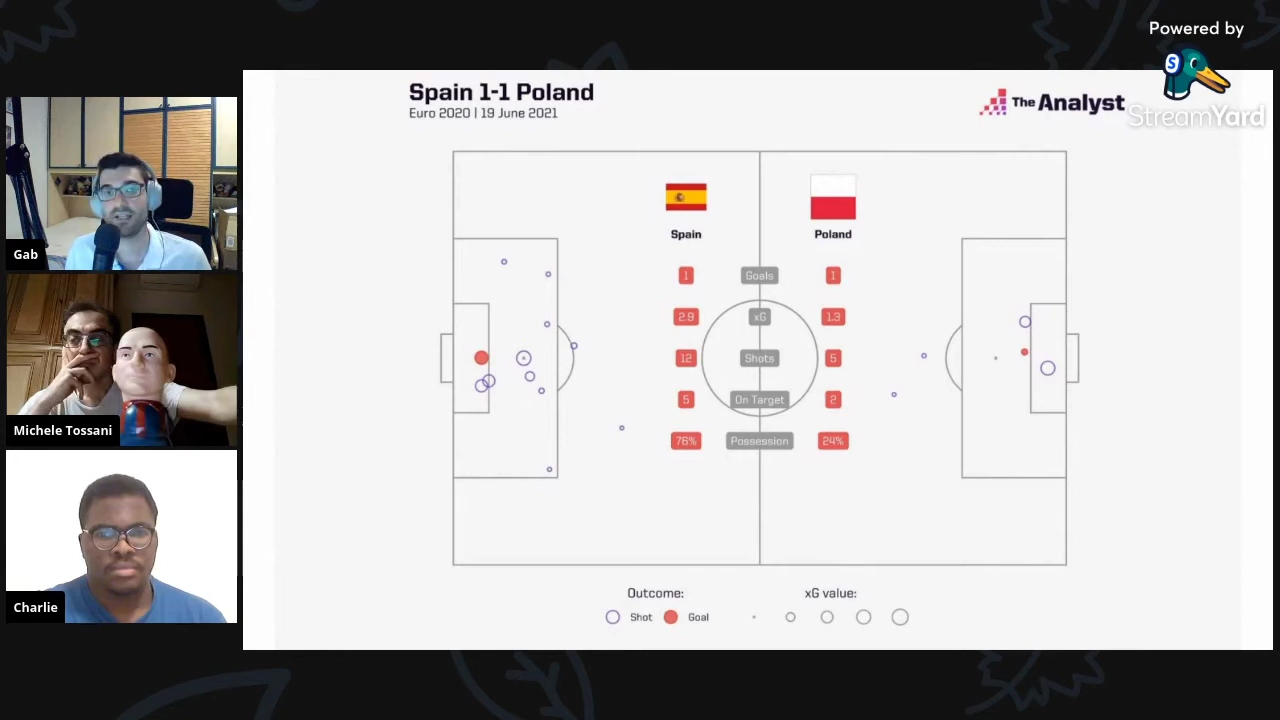 Powered by
StreamYard
Spain 1-1 Poland
Euro 2020 | 19 June 2021
The Analyst
S
Gab
Michele Tossani
Charlie
Spain
Poland
1 Goals 1
2.9 xG 1.3
12 Shots 5
5 On Target 2
76% Possession 24%
Outcome:
xG value:
Shot
Goal